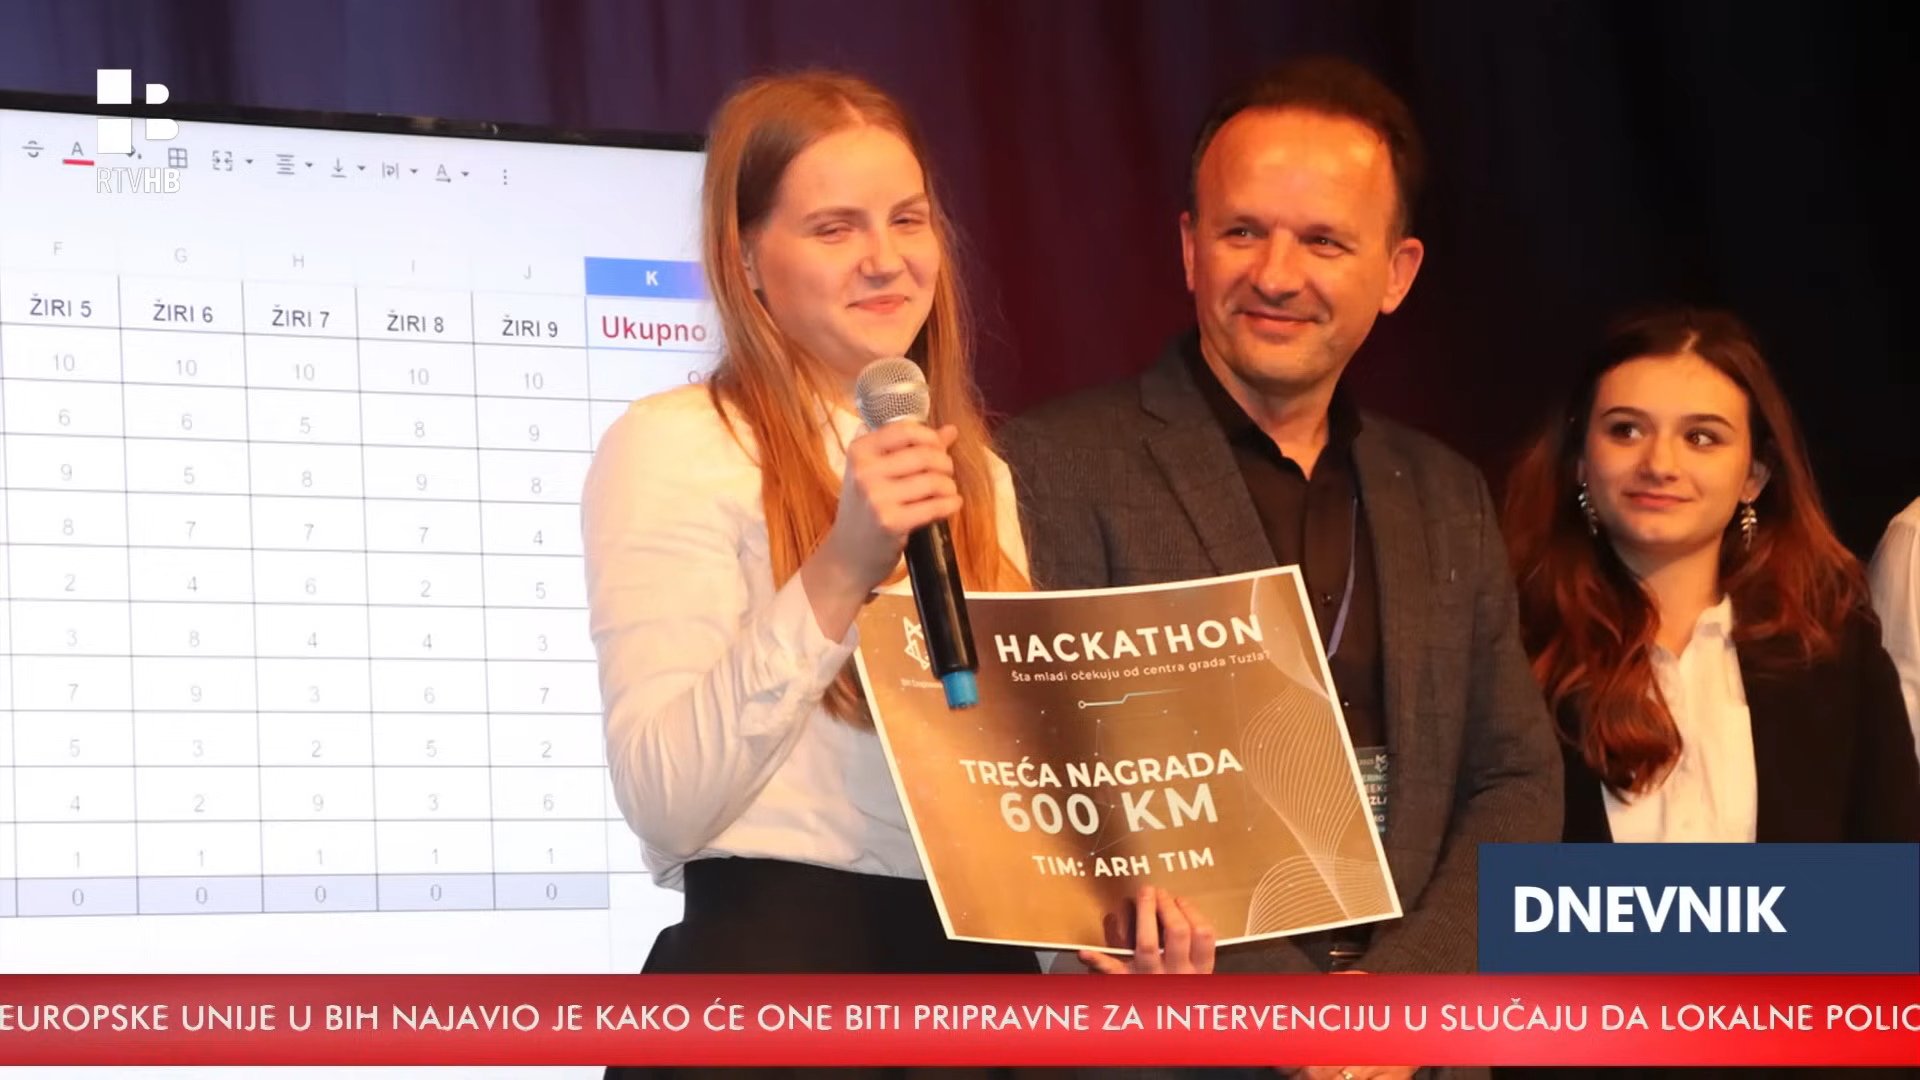 RTVHB
F G H I J K
ŽIRI 5 ŽIRI 6 ŽIRI 7 ŽIRI 8 ŽIRI 9 Ukupno
10 10 10 10 10
6 6 5 8 9
9 5 8 9 8
8 7 7 7 4
2 4 6 2 5
3 8 4 4 3
7 9 3 6 7
5 3 2 5 2
4 2 9 3 6
1 1 1 1 1
0 0 0 0 0
HACKATHON
Šta mladi očekuju od centra grada Tuzla?
TREĆA NAGRADA
600 KM
TIM: ARH TIM
DNEVNIK
EUROPSKE UNIJE U BIH NAJAVIO JE KAKO ĆE ONE BITI PRIPRAVNE ZA INTERVENCIJU U SLUČAJU DA LOKALNE POLIC